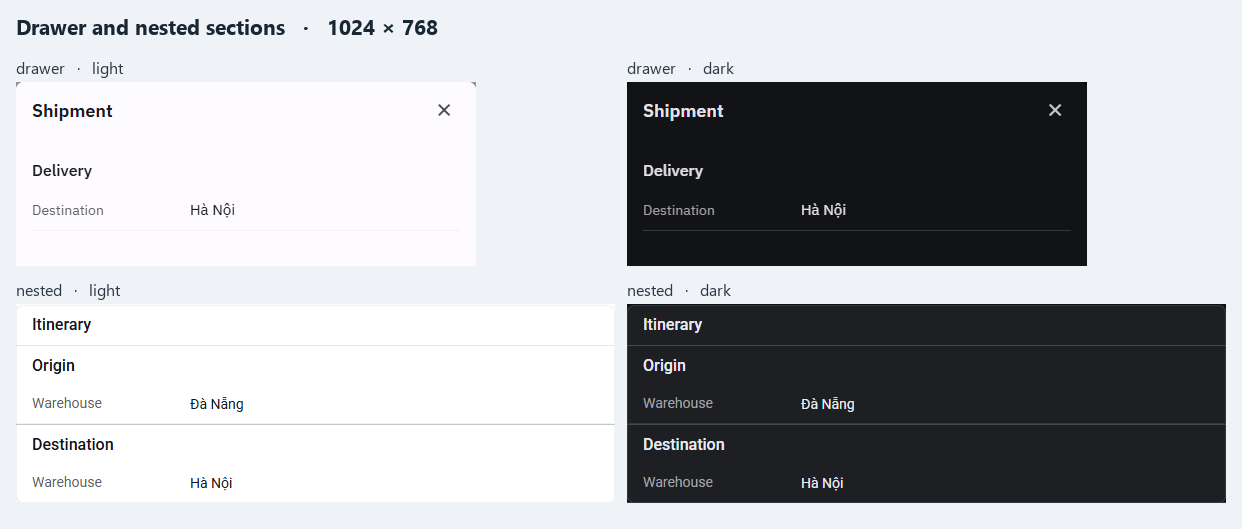 Drawer and nested sections · 1024 × 768
drawer · light
drawer · dark
Shipment ✕
Delivery
Destination Hà Nội
Shipment ✕
Delivery
Destination Hà Nội
nested · light
nested · dark
Itinerary
Origin
Warehouse Đà Nẵng
Destination
Warehouse Hà Nội
Itinerary
Origin
Warehouse Đà Nẵng
Destination
Warehouse Hà Nội